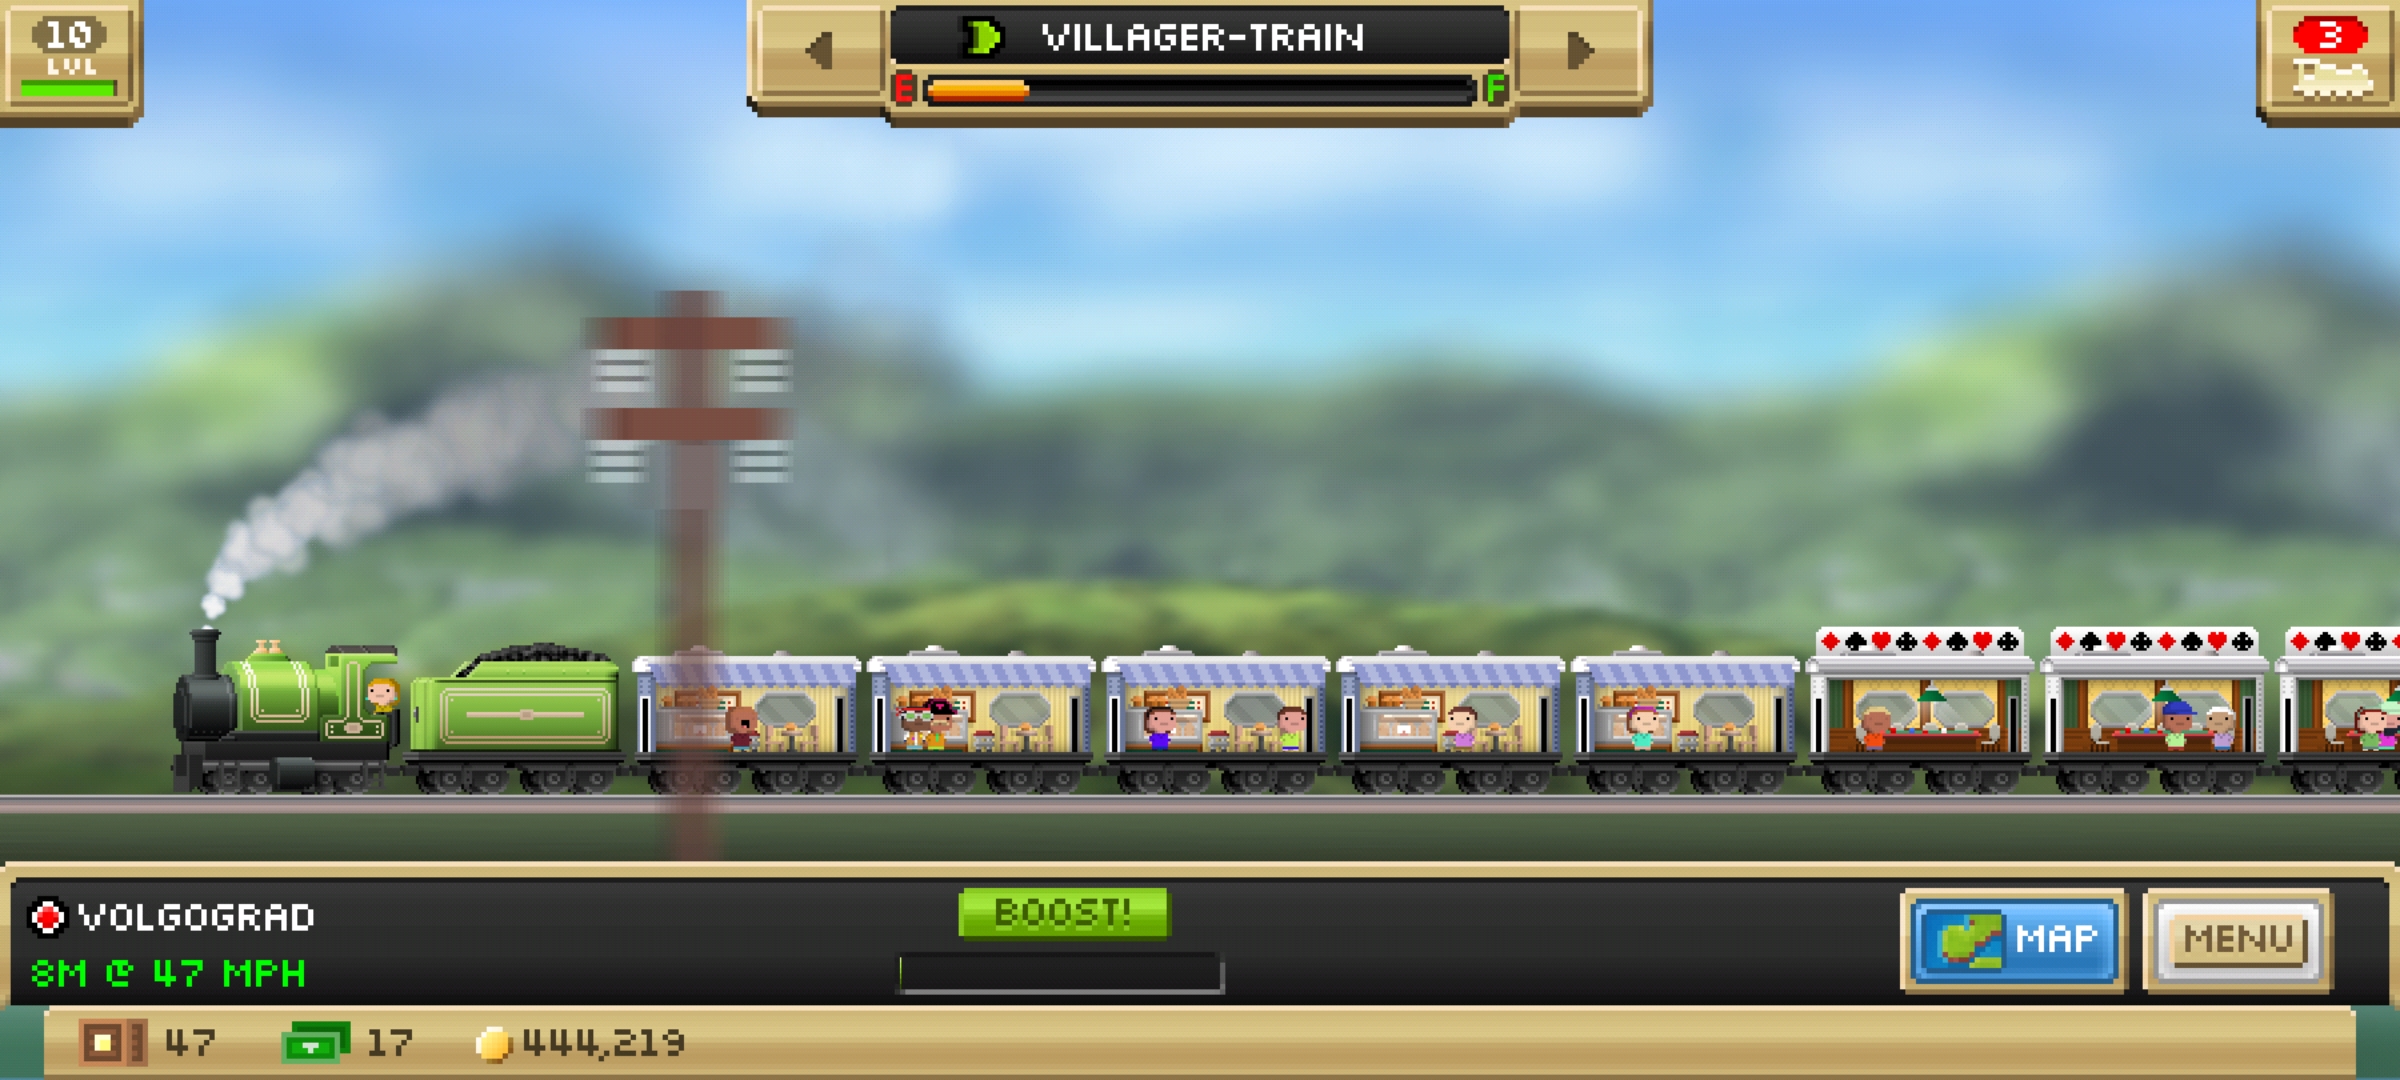 10
LVL
VILLAGER-TRAIN
E F
3
VOLGOGRAD
8M @ 47 MPH
BOOST!
MAP
MENU
47
17
444,219